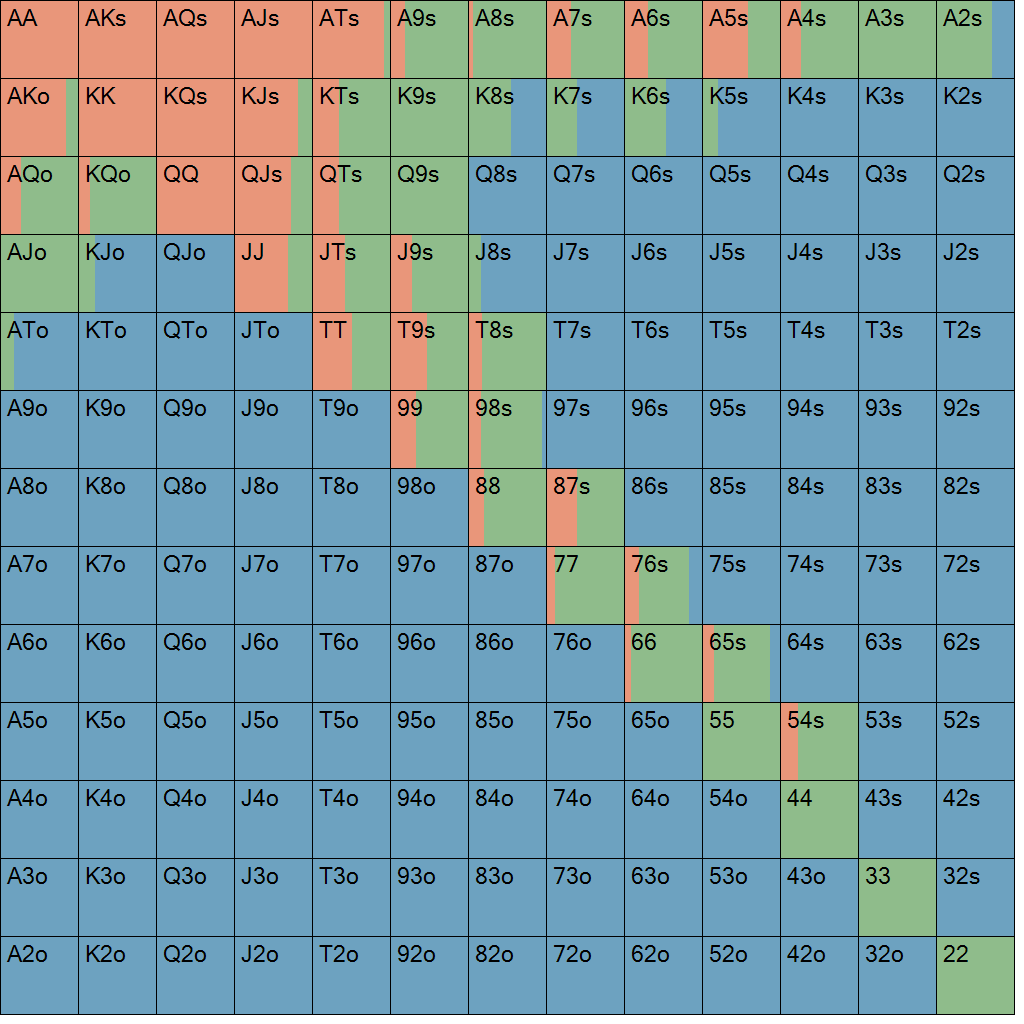 AA AKs AQs AJs ATs A9s A8s A7s A6s A5s A4s A3s A2s
AKo KK KQs KJs KTs K9s K8s K7s K6s K5s K4s K3s K2s
AQo KQo QQ QJs QTs Q9s Q8s Q7s Q6s Q5s Q4s Q3s Q2s
AJo KJo QJo JJ JTs J9s J8s J7s J6s J5s J4s J3s J2s
ATo KTo QTo JTo TT T9s T8s T7s T6s T5s T4s T3s T2s
A9o K9o Q9o J9o T9o 99 98s 97s 96s 95s 94s 93s 92s
A8o K8o Q8o J8o T8o 98o 88 87s 86s 85s 84s 83s 82s
A7o K7o Q7o J7o T7o 97o 87o 77 76s 75s 74s 73s 72s
A6o K6o Q6o J6o T6o 96o 86o 76o 66 65s 64s 63s 62s
A5o K5o Q5o J5o T5o 95o 85o 75o 65o 55 54s 53s 52s
A4o K4o Q4o J4o T4o 94o 84o 74o 64o 54o 44 43s 42s
A3o K3o Q3o J3o T3o 93o 83o 73o 63o 53o 43o 33 32s
A2o K2o Q2o J2o T2o 92o 82o 72o 62o 52o 42o 32o 22